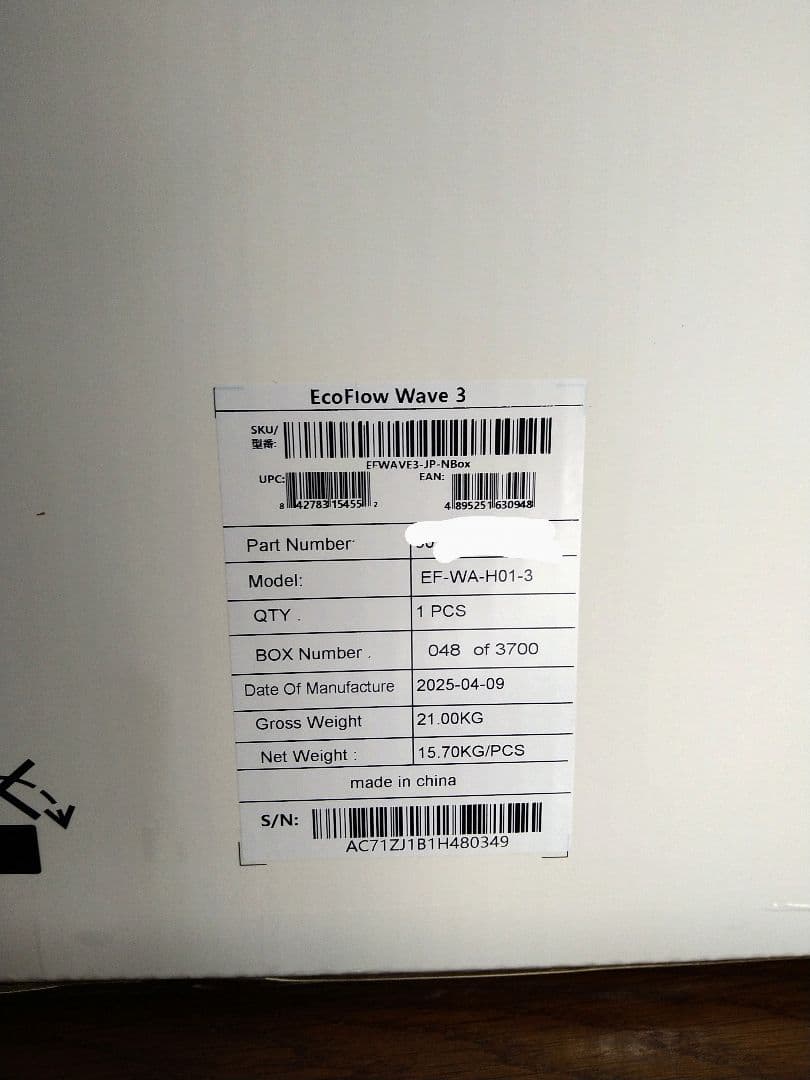 EcoFlow Wave 3
SKU/
型番:
EFWAVE3-JP-NBox
UPC: EAN:
8 42783 15455 2 4 895251 630948
Part Number:
Model: EF-WA-H01-3
QTY . 1 PCS
BOX Number . 048 of 3700
Date Of Manufacture 2025-04-09
Gross Weight 21.00KG
Net Weight : 15.70KG/PCS
made in china
S/N:
AC71ZJ1B1H480349